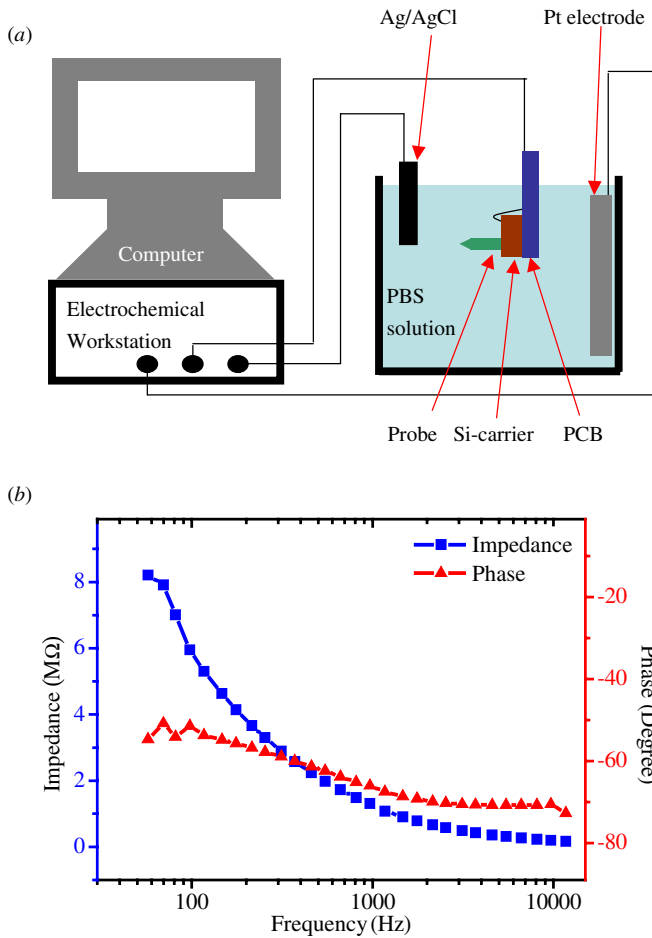 (a)
Ag/AgCl
Pt electrode
Computer
Electrochemical
Workstation
PBS
solution
Probe
Si-carrier
PCB
(b)
Impedance
Phase
Impedance (MΩ)
8
6
4
2
0
Phase (Degree)
-20
-40
-60
-80
100
1000
10000
Frequency (Hz)